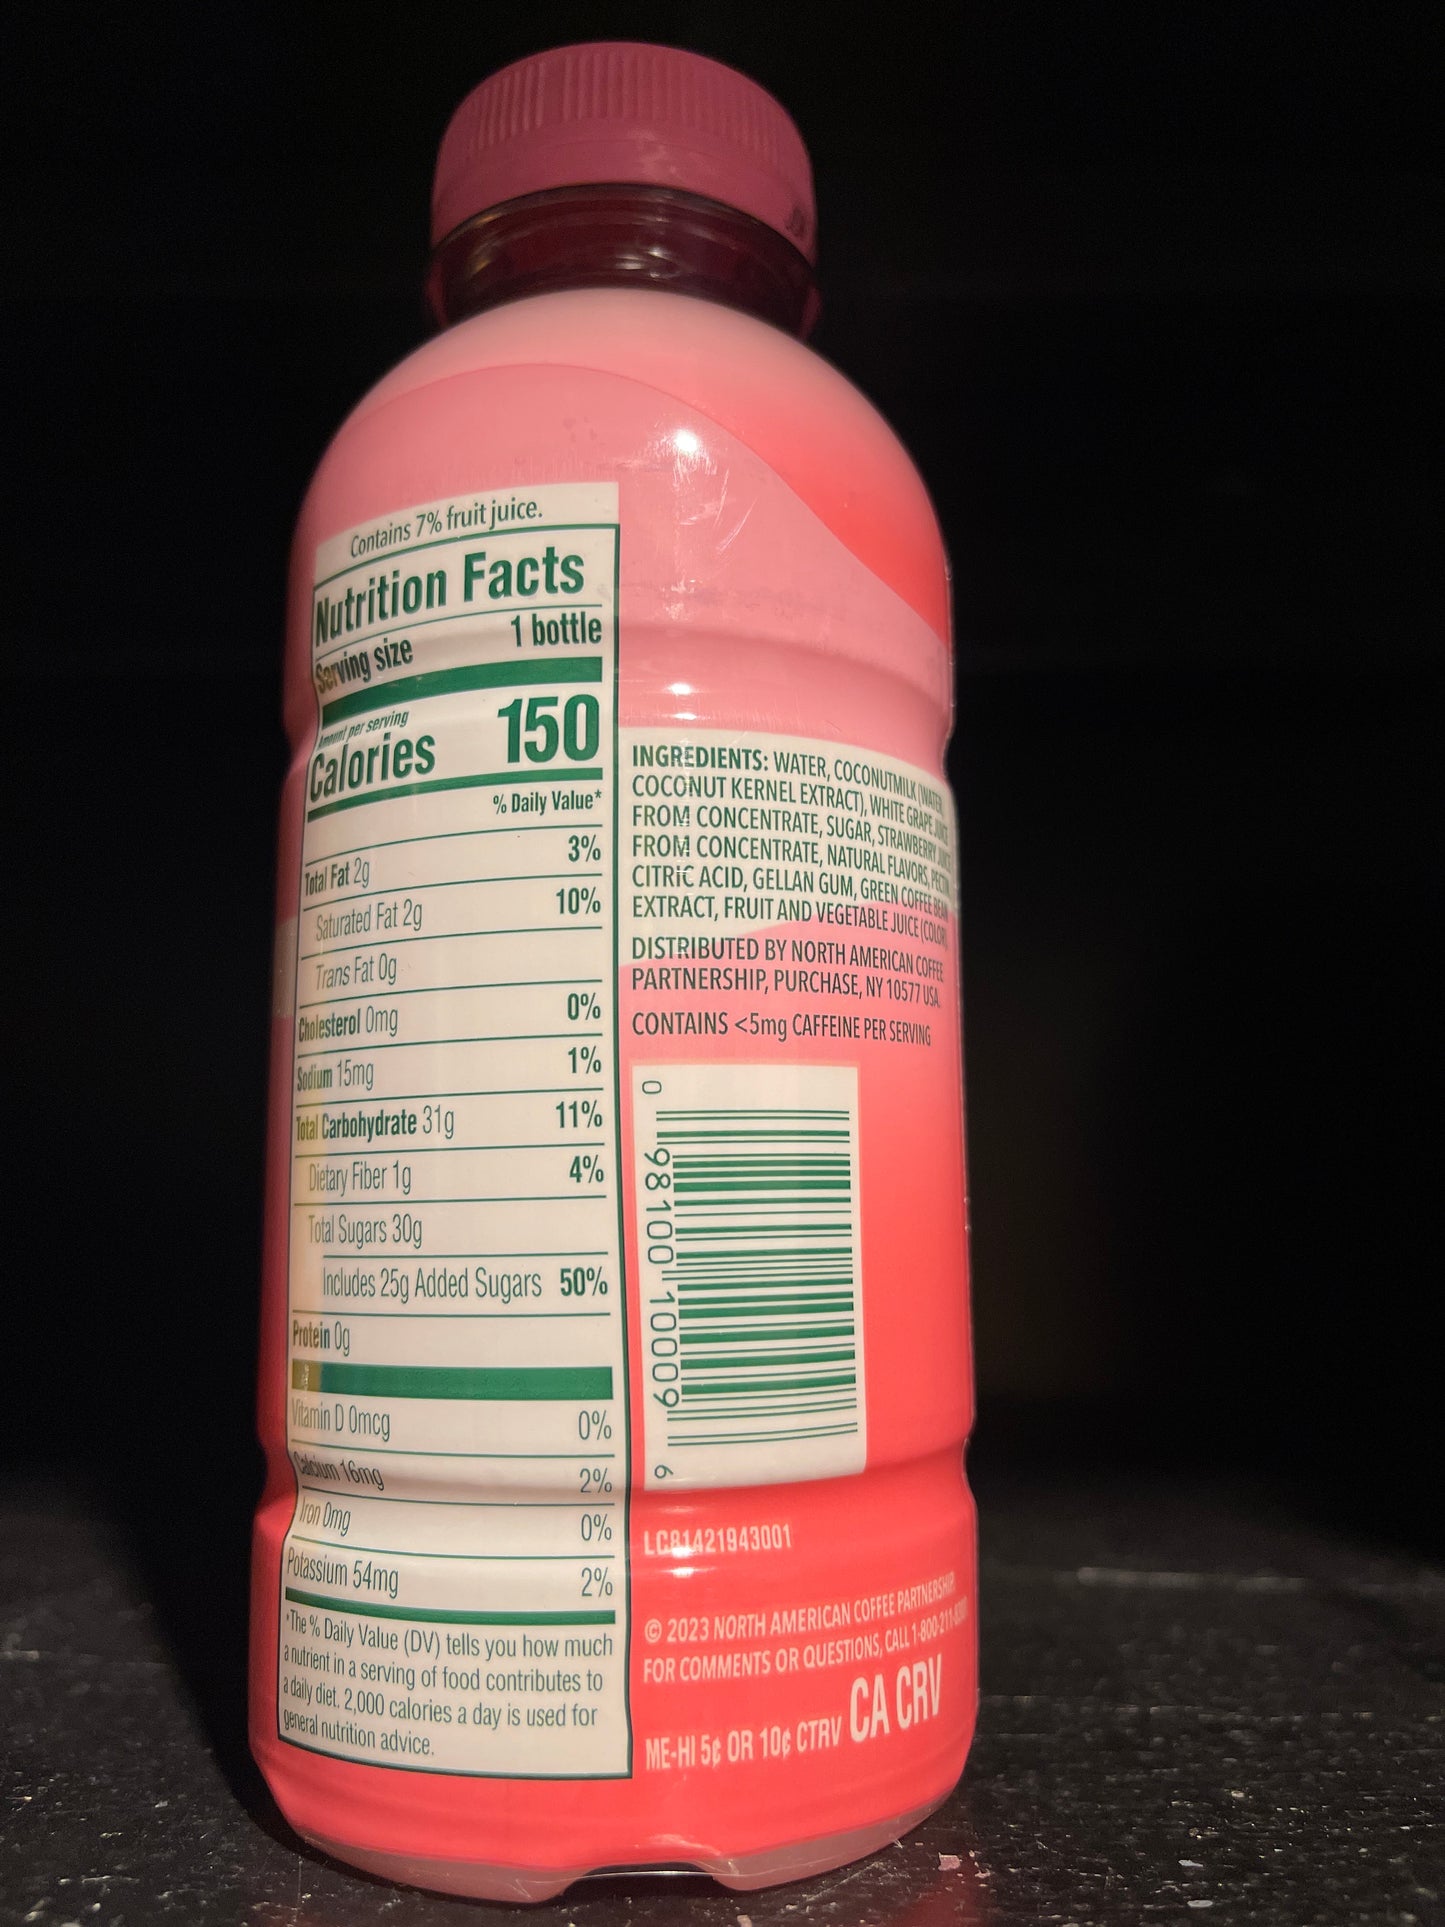 Contains 7% fruit juice.
Nutrition Facts
Serving size 1 bottle
Amount per serving
Calories 150
% Daily Value*
Total Fat 2g 3%
Saturated Fat 2g 10%
Trans Fat 0g
Cholesterol 0mg 0%
Sodium 15mg 1%
Total Carbohydrate 31g 11%
Dietary Fiber 1g 4%
Total Sugars 30g
Includes 25g Added Sugars 50%
Protein 0g
Vitamin D 0mcg 0%
Calcium 16mg 2%
Iron 0mg 0%
Potassium 54mg 2%
*The % Daily Value (DV) tells you how much
a nutrient in a serving of food contributes to
a daily diet. 2,000 calories a day is used for
general nutrition advice.
INGREDIENTS: WATER, COCONUTMILK (WATER,
COCONUT KERNEL EXTRACT), WHITE GRAPE JUICE
FROM CONCENTRATE, SUGAR, STRAWBERRY JUICE
FROM CONCENTRATE, NATURAL FLAVORS, PECTIN,
CITRIC ACID, GELLAN GUM, GREEN COFFEE BEAN
EXTRACT, FRUIT AND VEGETABLE JUICE (COLOR)
DISTRIBUTED BY NORTH AMERICAN COFFEE
PARTNERSHIP, PURCHASE, NY 10577 USA.
CONTAINS <5mg CAFFEINE PER SERVING
0 98100 10009 6
LC81421943001
© 2023 NORTH AMERICAN COFFEE PARTNERSHIP.
FOR COMMENTS OR QUESTIONS, CALL
ME-HI 5¢ OR 10¢ CTRV CA CRV